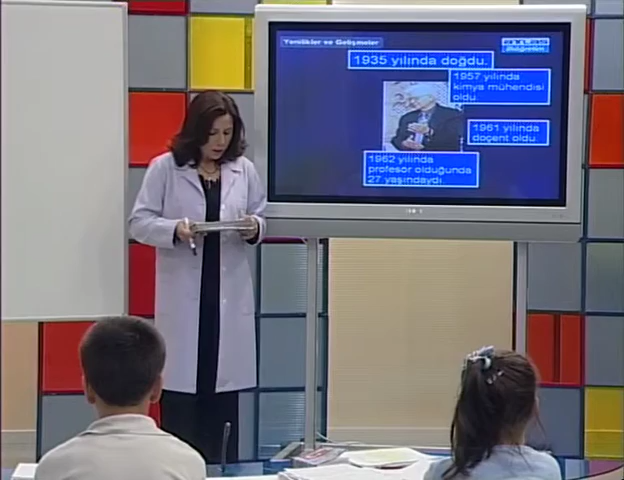 Yenilikler ve Gelişmeler
1935 yılında doğdu.
1957 yılında
kimya mühendisi
oldu.
1961 yılında
doçent oldu.
1962 yılında
profesör olduğunda
27 yaşındaydı.